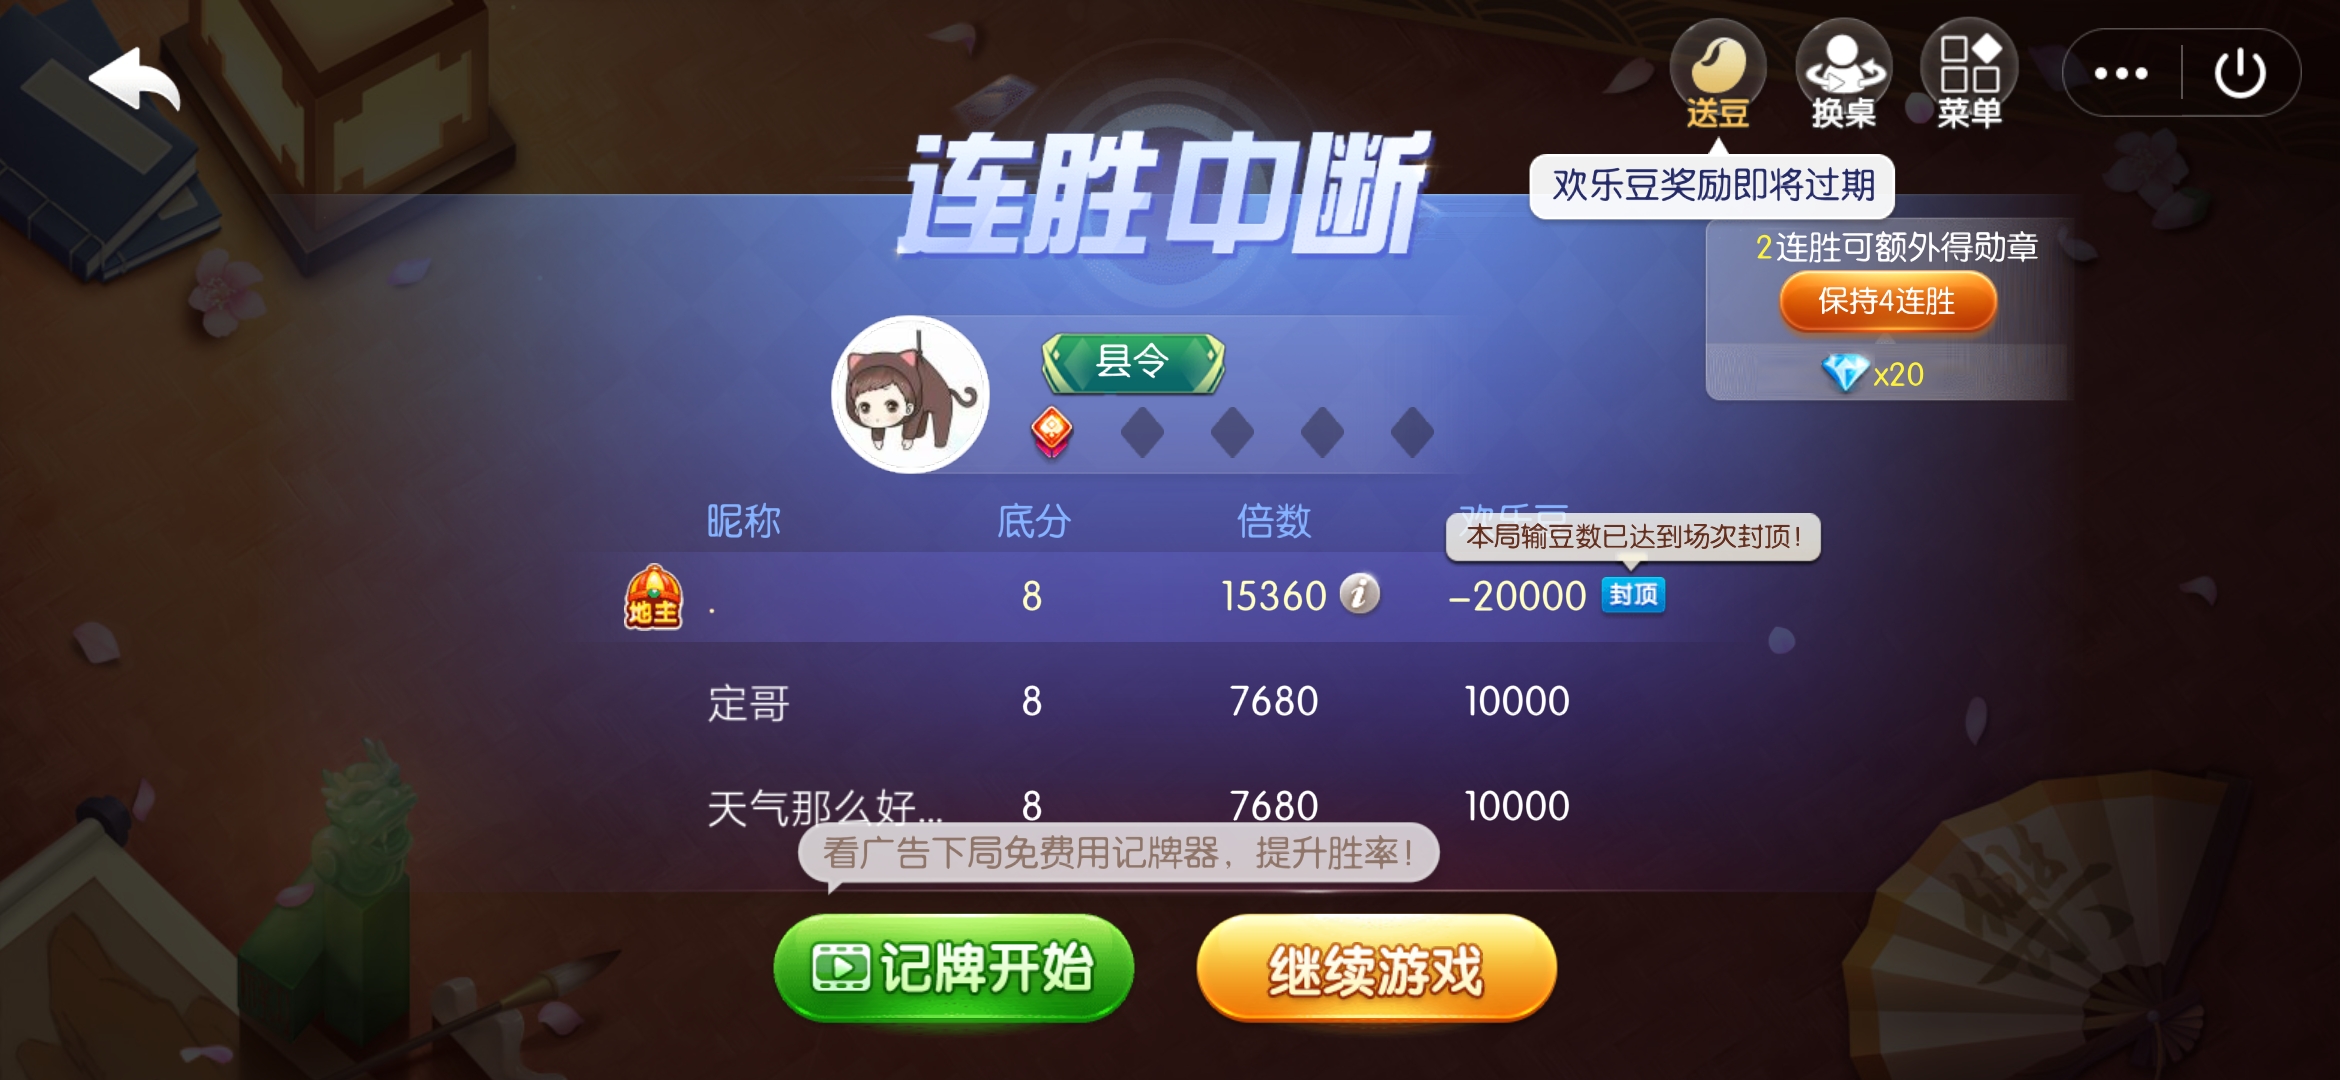 送豆
换桌
菜单
连胜中断
欢乐豆奖励即将过期
2连胜可额外得勋章
保持4连胜
x20
县令
昵称 底分 倍数
本局输豆数已达到场次封顶!
地主 . 8 15360 i -20000 封顶
定哥 8 7680 10000
天气那么好... 8 7680 10000
看广告下局免费用记牌器，提升胜率!
记牌开始
继续游戏